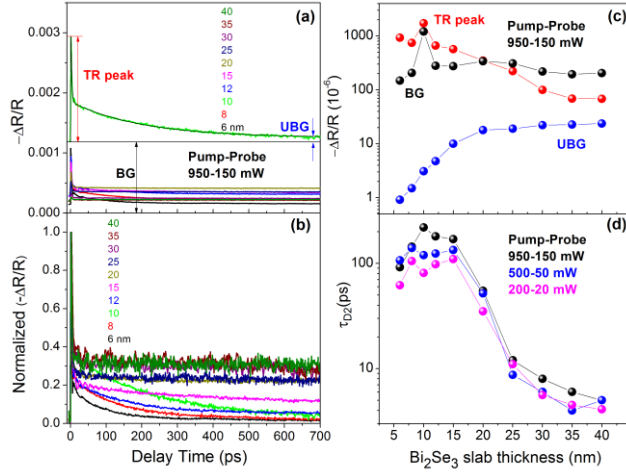 (a)
0.003
0.002
0.001
0.000
−ΔR/R
TR peak
40
35
30
25
20
15
12
10
8
6 nm
UBG
BG
Pump-Probe
950-150 mW
(b)
1.0
0.8
0.6
0.4
0.2
0.0
Normalized (-ΔR/R)
40
35
30
25
20
15
12
10
8
6 nm
0 100 200 300 400 500 600 700
Delay Time (ps)
(c)
1000
100
10
1
−ΔR/R (10⁻⁶)
TR peak
BG
Pump-Probe
950-150 mW
UBG
(d)
100
10
τD2(ps)
Pump-Probe
950-150 mW
500-50 mW
200-20 mW
5 10 15 20 25 30 35 40
Bi₂Se₃ slab thickness (nm)